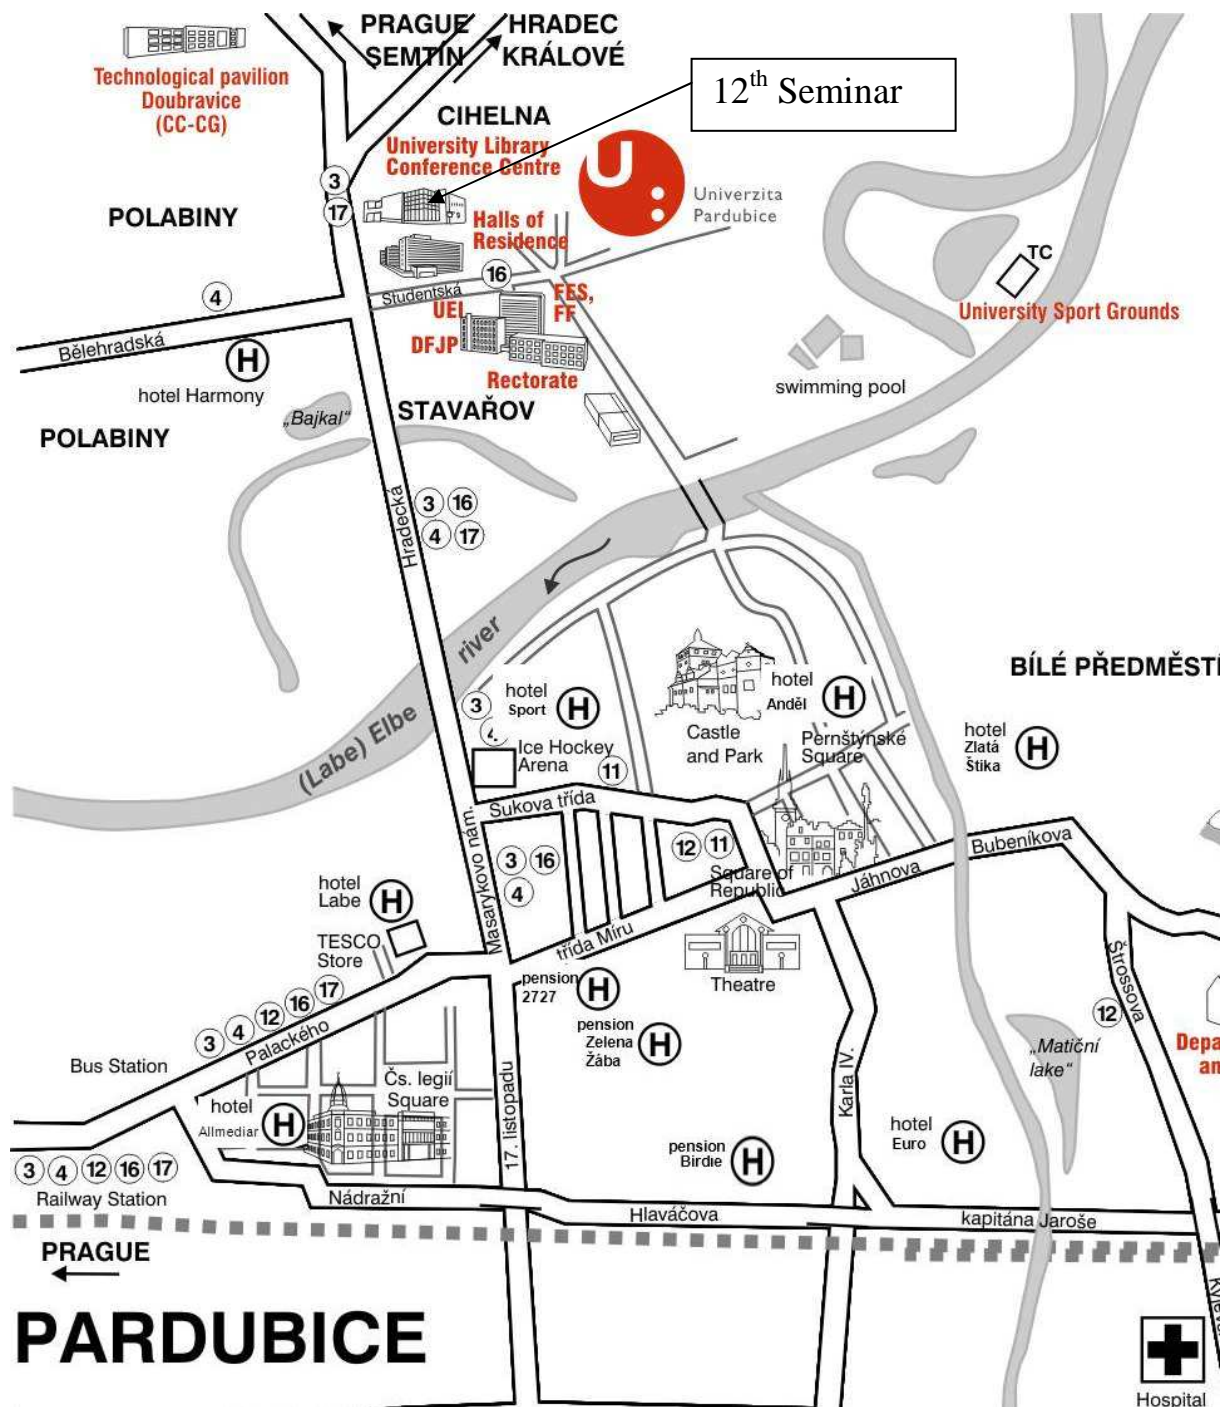 PRAGUE
SEMTÍN
HRADEC
KRÁLOVÉ
Technological pavilion
Doubravice
(CC-CG)
12th Seminar
CIHELNA
University Library
Conference Centre
3
17
POLABINY
Halls of
Residence
U:
Univerzita
Pardubice
TC
University Sport Grounds
16
Studentská
4
Bělehradská
UEI
FES,
FF
DFJP
Rectorate
H
hotel Harmony
swimming pool
„Bajkal“
STAVAŘOV
POLABINY
Hradecká
3 16
4 17
(Labe) Elbe river
BÍLÉ PŘEDMĚSTÍ
3
4
hotel
Sport
H
hotel
Anděl
H
Castle
and Park
Pernštýnské
Square
hotel
Zlatá
Štika
H
Ice Hockey
Arena
11
Sukova třída
Masarykovo nám.
3 16
4
12 11
Square of
Republic
Jáhnova
Bubeníkova
hotel
Labe
H
TESCO
Store
třída Míru
Theatre
pension
2727
H
pension
Zelena
Žába
H
3 4 12 16 17
Palackého
Bus Station
Štrossova
12
„Matiční
lake“
Depa
an
Čs. legií
Square
hotel
Allmediar
H
17. listopadu
Karla IV.
hotel
Euro
H
pension
Birdie
H
3 4 12 16 17
Railway Station
Nádražní
Hlaváčova
kapitána Jaroše
PRAGUE
PARDUBICE
Hospital